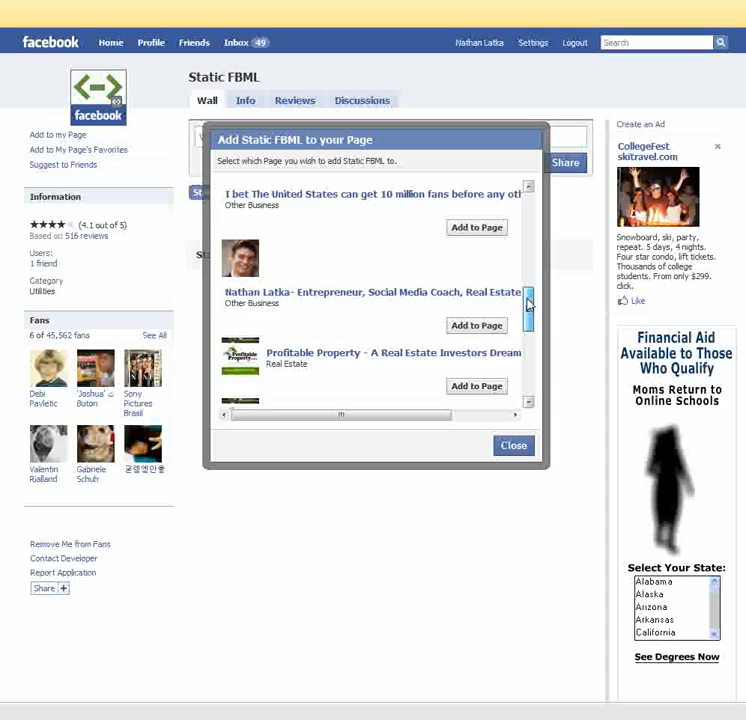 facebook Home Profile Friends Inbox 49 Nathan Latka Settings Logout Search
Static FBML
Wall Info Reviews Discussions
<··>
facebook
Add to my Page
Add to My Page's Favorites
Suggest to Friends
Information
(4.1 out of 5)
Based on 516 reviews
Users:
1 friend
Category
Utilities
Fans
6 of 45,562 fans See All
Debi
Pavletic
Buton
Sony
Pictures
Brasil
Valentin
Rialland
Gabriele
Schuh
Remove Me from Fans
Contact Developer
Report Application
Share +
Share
Add Static FBML to your Page
Select which Page you wish to add Static FBML to.
I bet The United States can get 10 million fans before any oth
Other Business
Add to Page
Nathan Latka- Entrepreneur, Social Media Coach, Real Estate
Other Business
Add to Page
Profitable Property - A Real Estate Investors Dream
Real Estate
Add to Page
Close
Create an Ad
CollegeFest
skitravel.com
Snowboard, ski, party,
repeat. 5 days, 4 nights.
Four star condo, lift tickets.
Thousands of college
students. From only $299.
click.
Like
Financial Aid
Available to Those
Who Qualify
Moms Return to
Online Schools
Select Your State:
Alabama
Alaska
Arizona
Arkansas
California
See Degrees Now